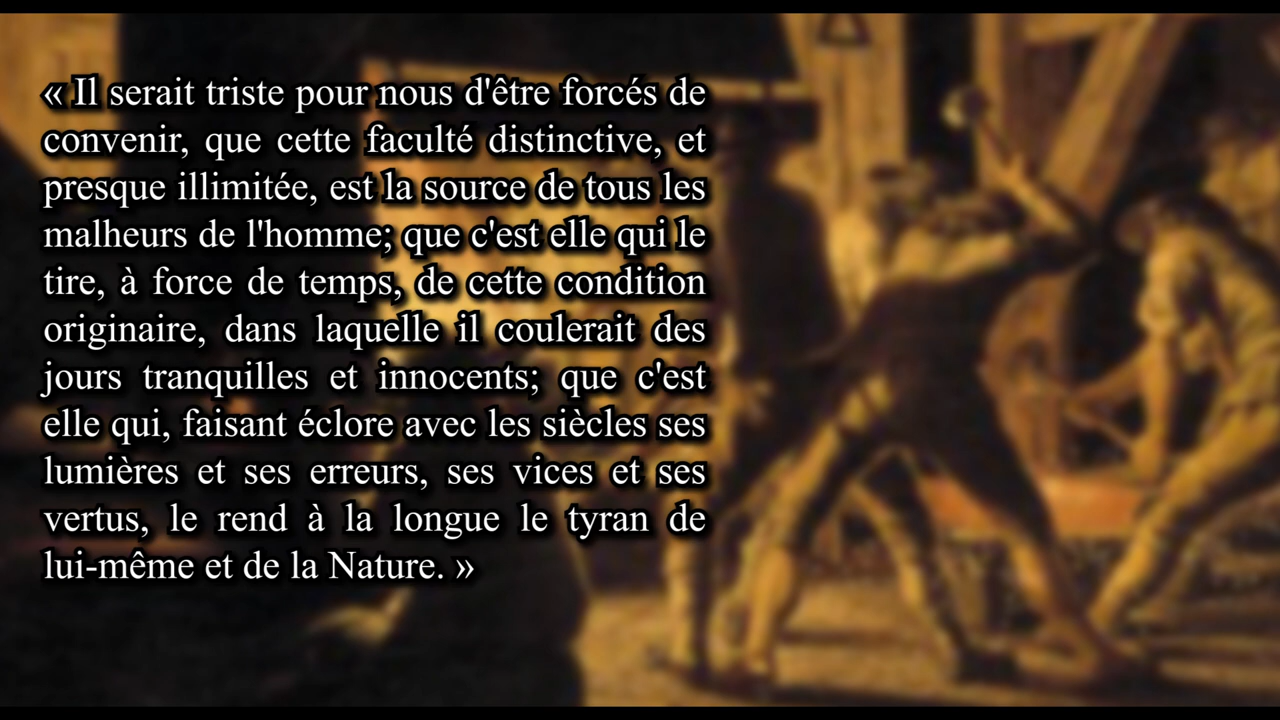 « Il serait triste pour nous d'être forcés de
convenir, que cette faculté distinctive, et
presque illimitée, est la source de tous les
malheurs de l'homme; que c'est elle qui le
tire, à force de temps, de cette condition
originaire, dans laquelle il coulerait des
jours tranquilles et innocents; que c'est
elle qui, faisant éclore avec les siècles ses
lumières et ses erreurs, ses vices et ses
vertus, le rend à la longue le tyran de
lui-même et de la Nature. »